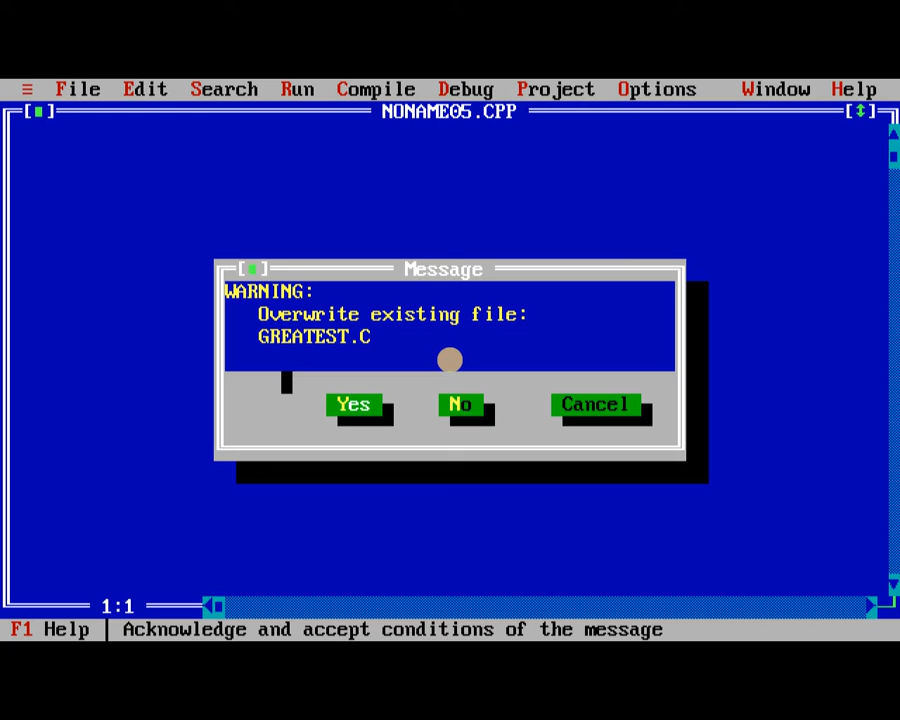 ≡ File Edit Search Run Compile Debug Project Options Window Help
[■] NONAME05.CPP [↕]
[■] Message
WARNING:
Overwrite existing file:
GREATEST.C
Yes No Cancel
1:1
F1 Help │ Acknowledge and accept conditions of the message